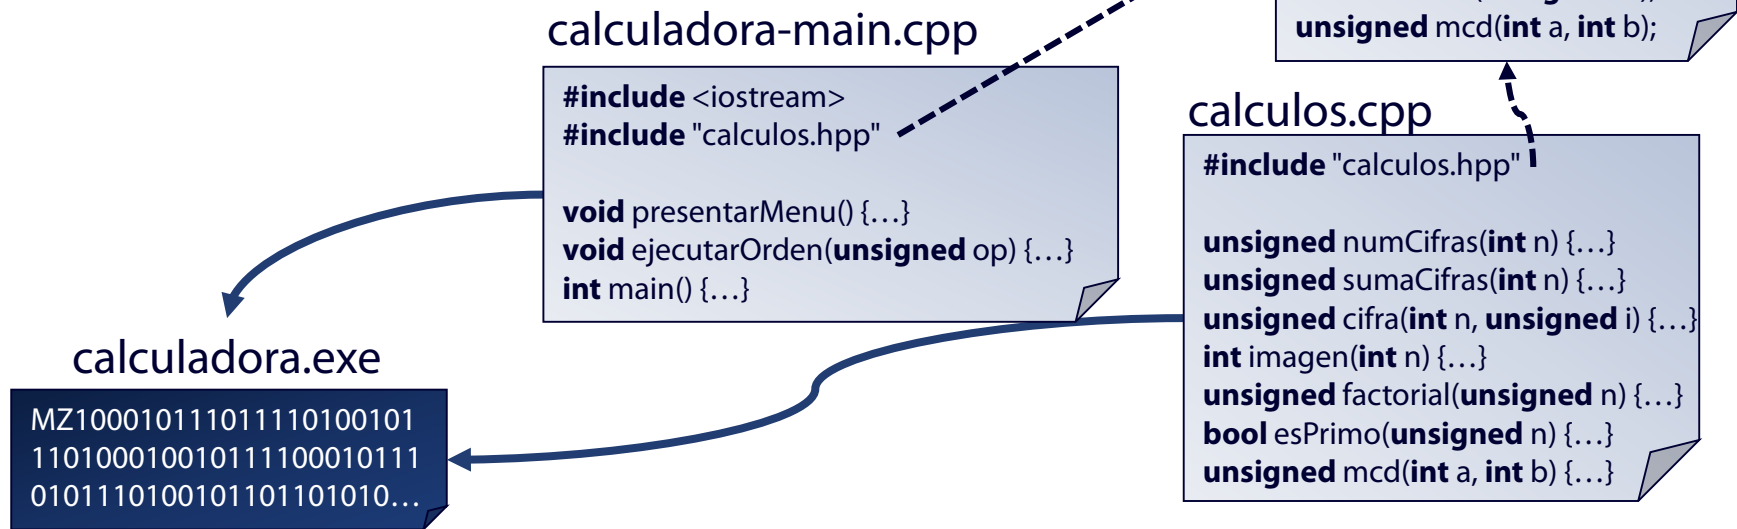 unsigned mcd(int a, int b);
calculadora-main.cpp
#include <iostream>
#include "calculos.hpp"
void presentarMenu() {…}
void ejecutarOrden(unsigned op) {…}
int main() {…}
calculos.cpp
#include "calculos.hpp"
unsigned numCifras(int n) {…}
unsigned sumaCifras(int n) {…}
unsigned cifra(int n, unsigned i) {…}
int imagen(int n) {…}
unsigned factorial(unsigned n) {…}
bool esPrimo(unsigned n) {…}
unsigned mcd(int a, int b) {…}
calculadora.exe
MZ100010111011110100101
110100010010111100010111
0101110100101101101010…